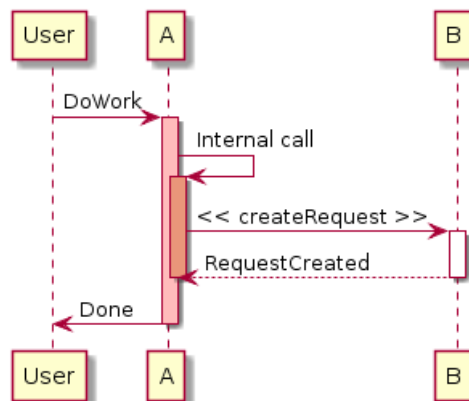 User A B
DoWork
Internal call
<< createRequest >>
RequestCreated
Done
User A B